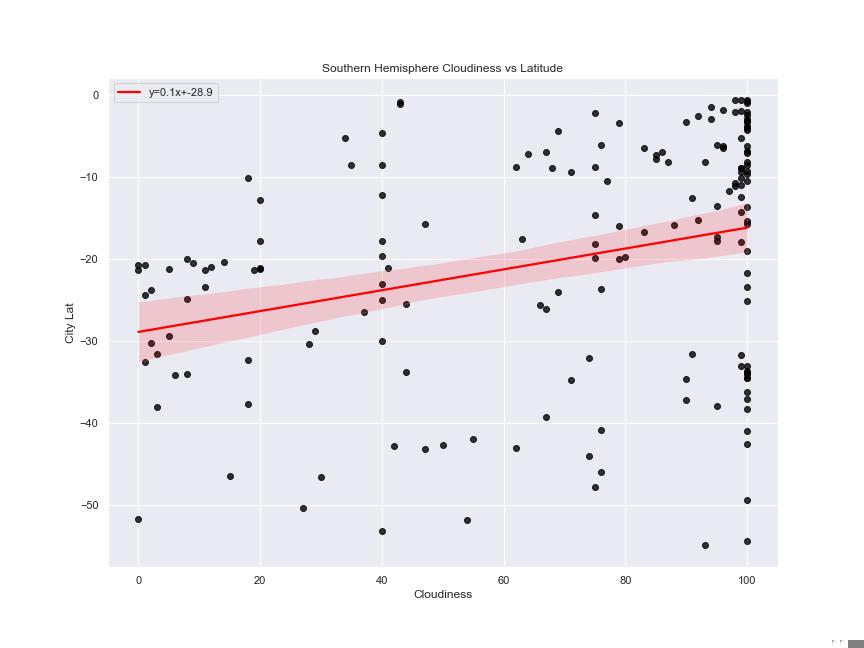 Southern Hemisphere Cloudiness vs Latitude
y=0.1x+-28.9
0
−10
−20
−30
−40
−50
City Lat
0 20 40 60 80 100
Cloudiness